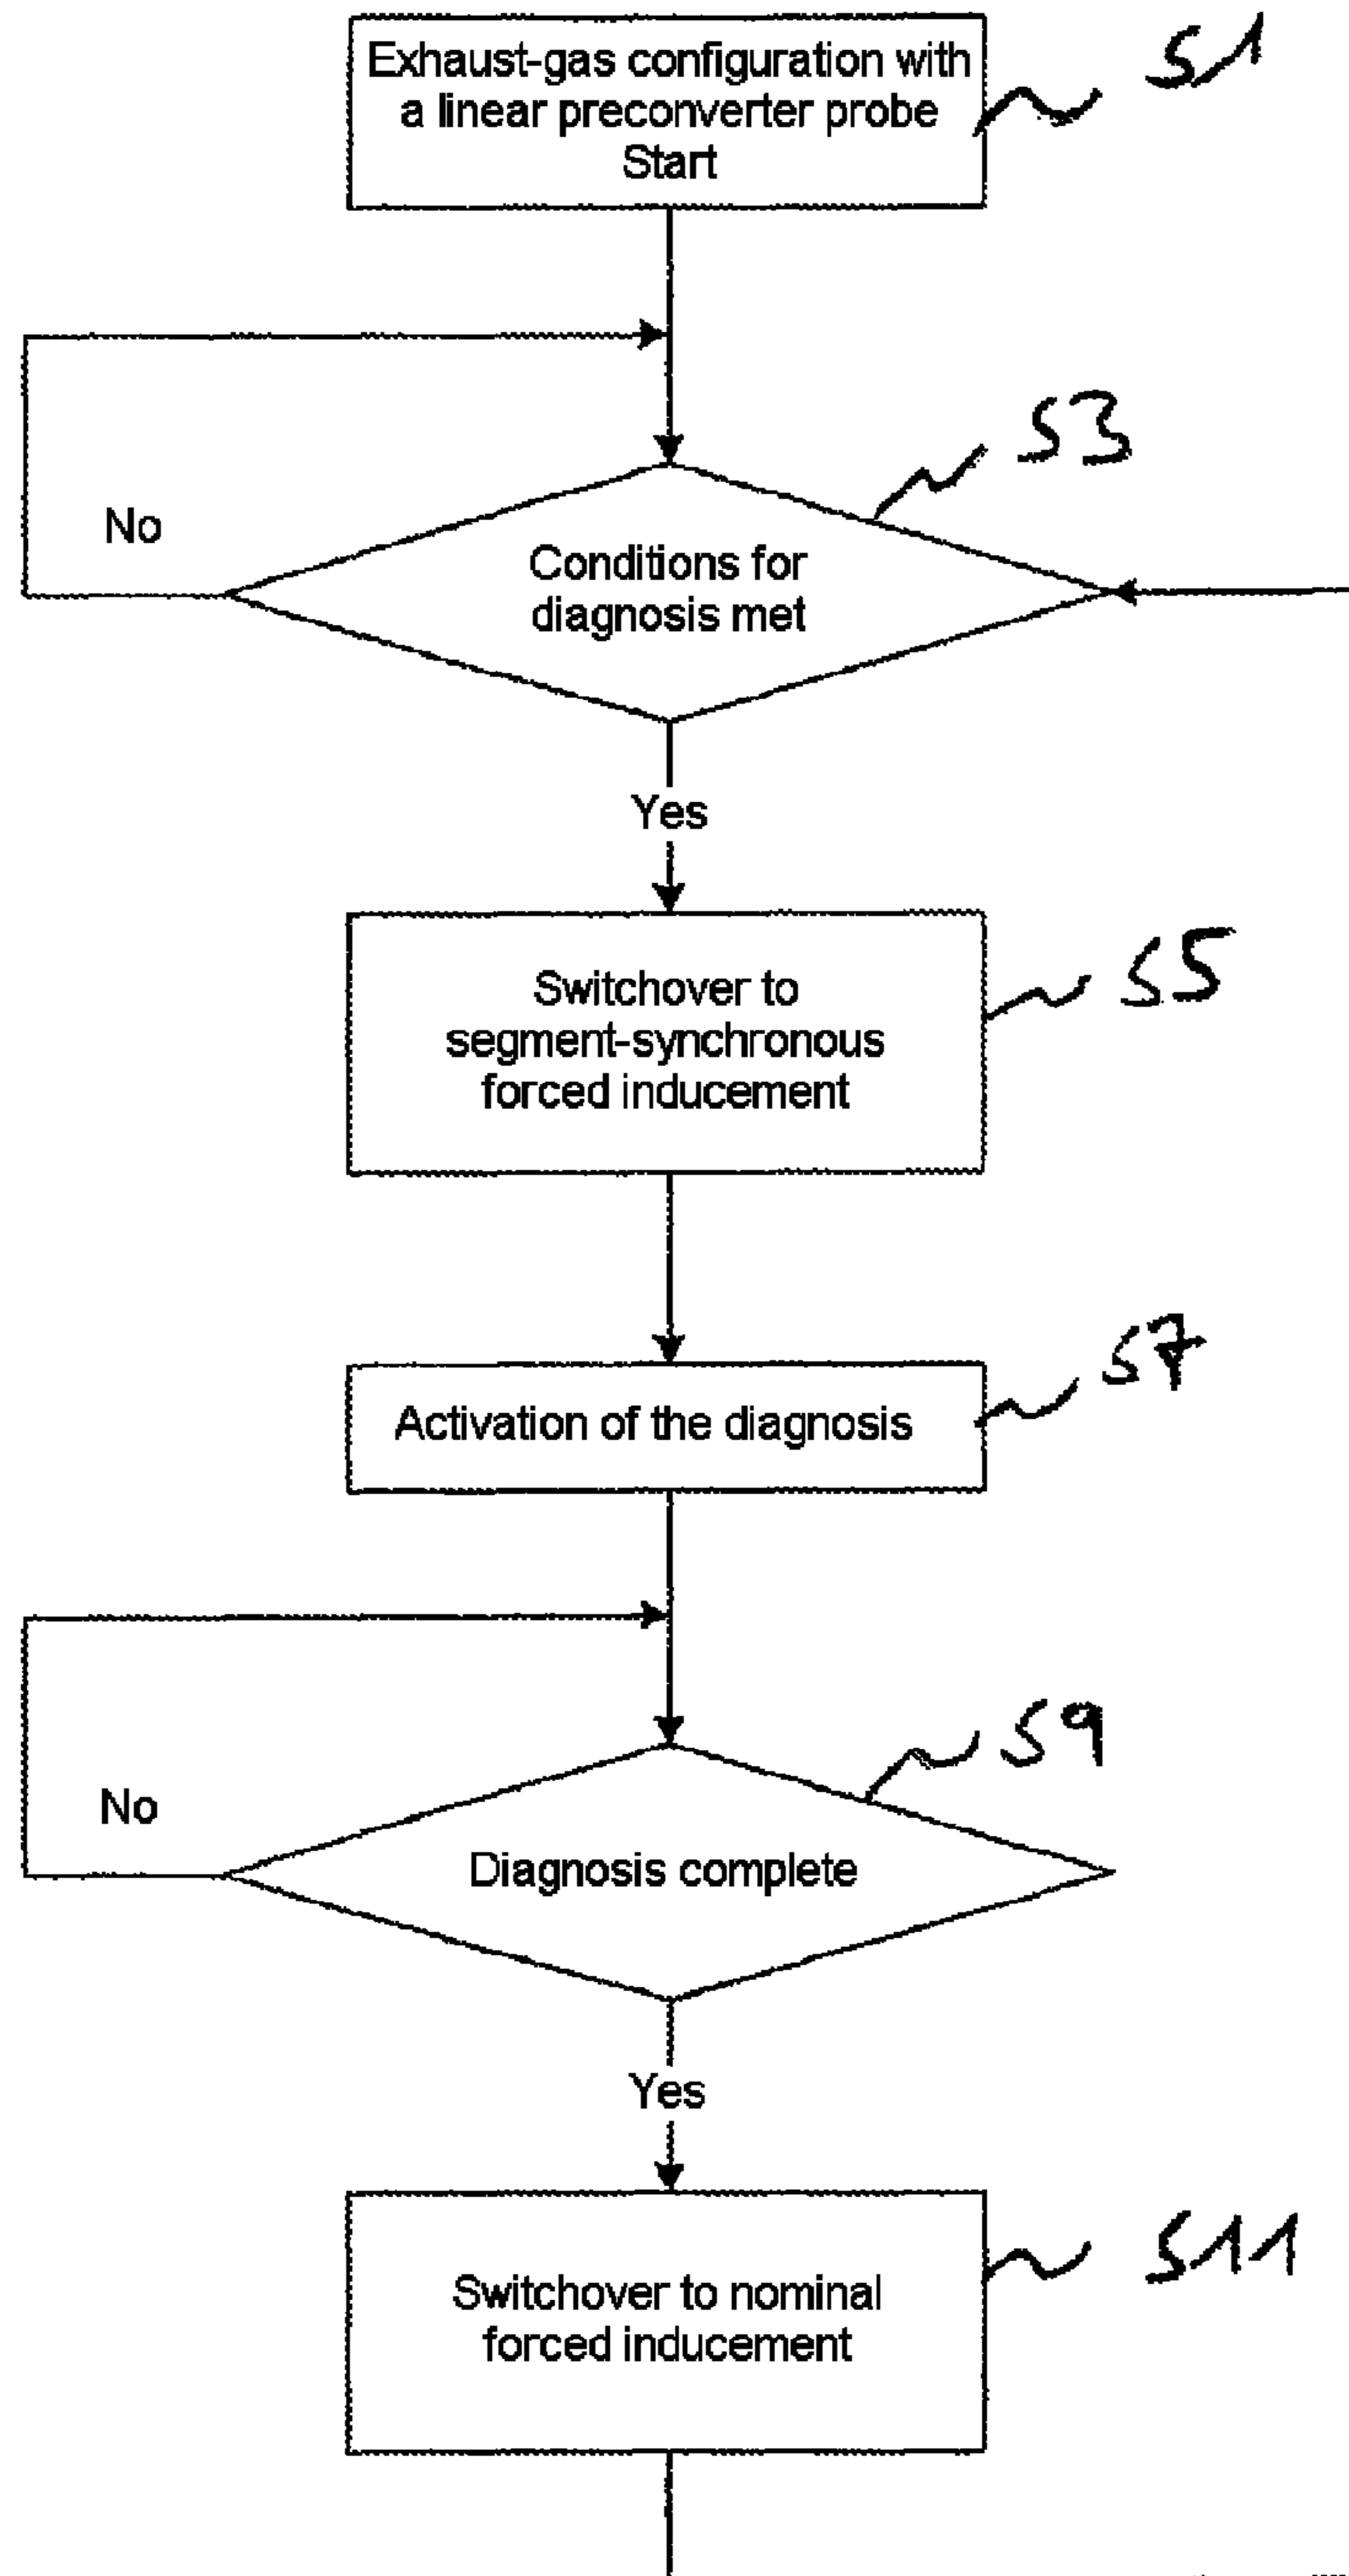 Exhaust-gas configuration with
a linear preconverter probe
Start
S1
S3
No
Conditions for
diagnosis met
Yes
Switchover to
segment-synchronous
forced inducement
S5
Activation of the diagnosis
S7
S9
No
Diagnosis complete
Yes
Switchover to nominal
forced inducement
S11